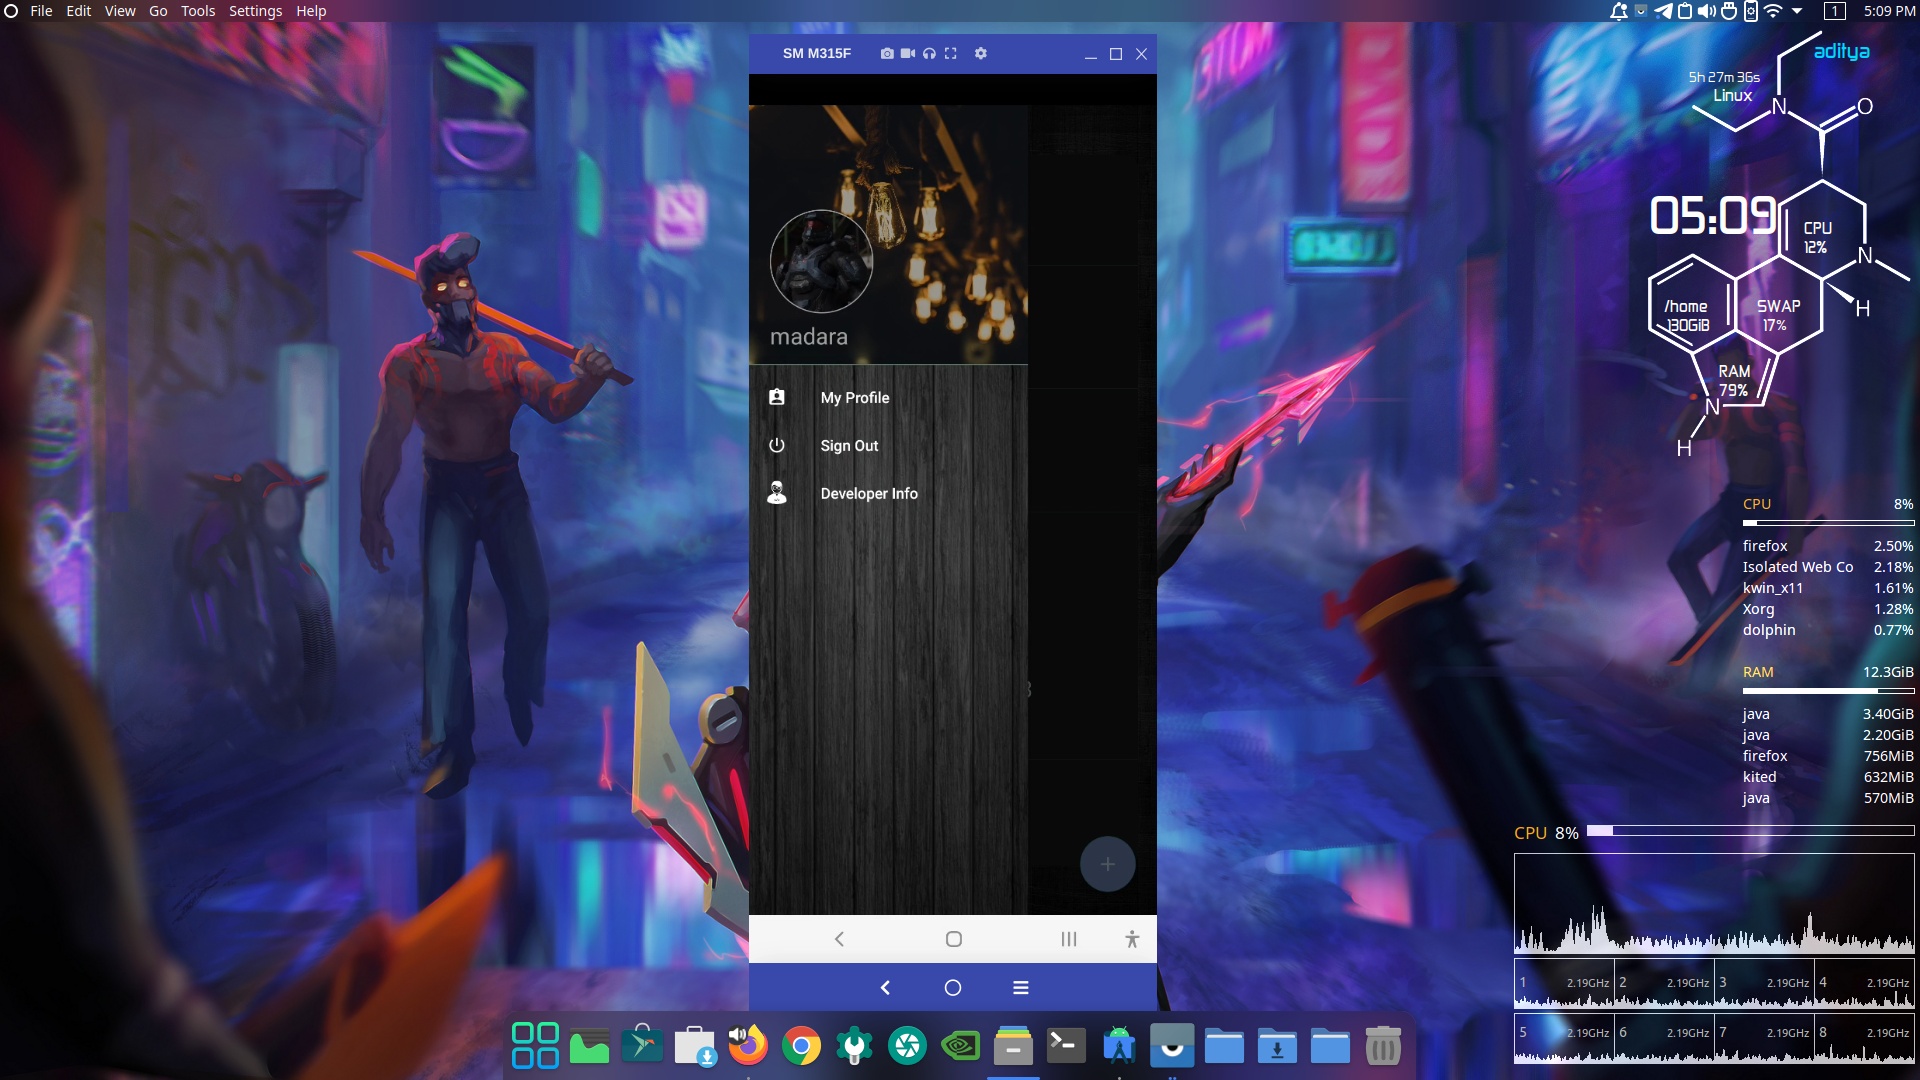 File Edit View Go Tools Settings Help
1 5:09 PM
SM M315F
madara
My Profile
Sign Out
Developer Info
aditya
5h 27m 36s
Linux
N
O
05:09
CPU
12%
N
/home
130GiB
SWAP
17%
H
RAM
79%
N
H
CPU 8%
firefox 2.50%
Isolated Web Co 2.18%
kwin_x11 1.61%
Xorg 1.28%
dolphin 0.77%
RAM 12.3GiB
java 3.40GiB
java 2.20GiB
firefox 756MiB
kited 632MiB
java 570MiB
CPU 8%
1 2.19GHz 2 2.19GHz 3 2.19GHz 4 2.19GHz
5 2.19GHz 6 2.19GHz 7 2.19GHz 8 2.19GHz